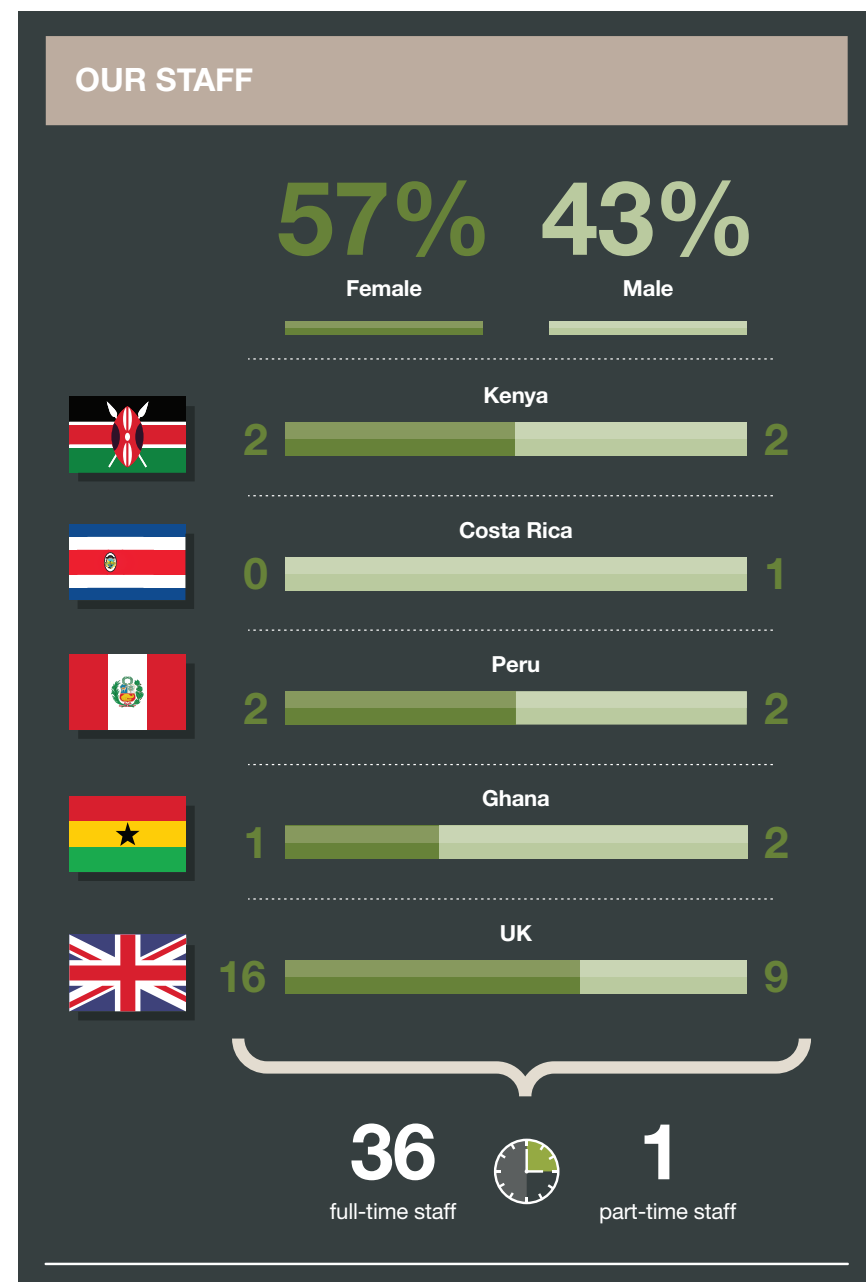 OUR STAFF
57% 43%
Female Male
Kenya
2 2
Costa Rica
0 1
Peru
2 2
Ghana
1 2
UK
16 9
36 1
full-time staff part-time staff